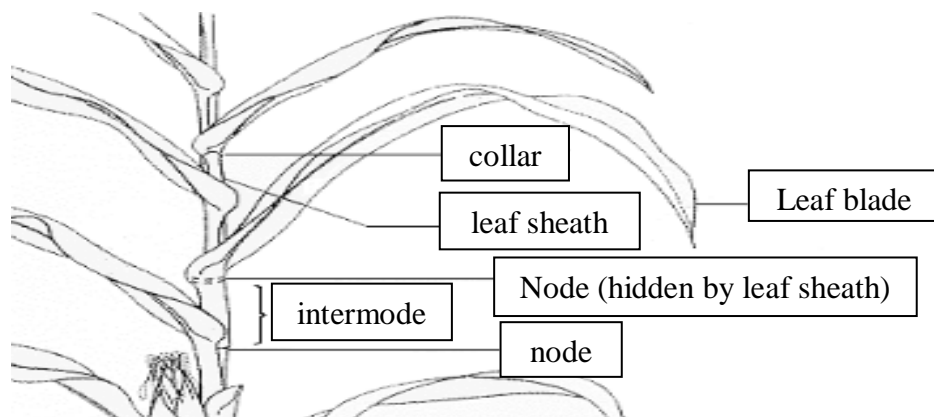 collar
Leaf blade
leaf sheath
Node (hidden by leaf sheath)
intermode
node